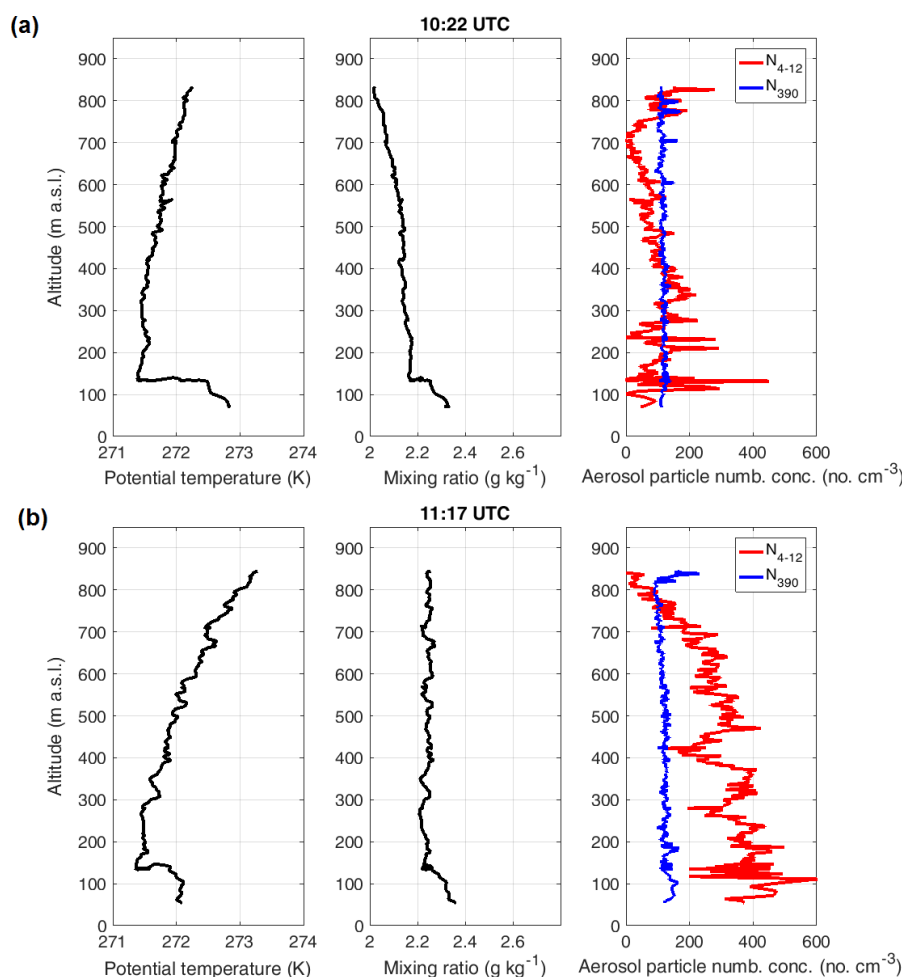 (a)
10:22 UTC
900
800
700
600
500
400
300
200
100
0
Altitude (m a.s.l.)
271 272 273 274
Potential temperature (K)
2 2.2 2.4 2.6
Mixing ratio (g kg-1)
N4-12
N390
0 200 400 600
Aerosol particle numb. conc. (no. cm-3)
(b)
11:17 UTC
900
800
700
600
500
400
300
200
100
0
Altitude (m a.s.l.)
271 272 273 274
Potential temperature (K)
2 2.2 2.4 2.6
Mixing ratio (g kg-1)
N4-12
N390
0 200 400 600
Aerosol particle numb. conc. (no. cm-3)